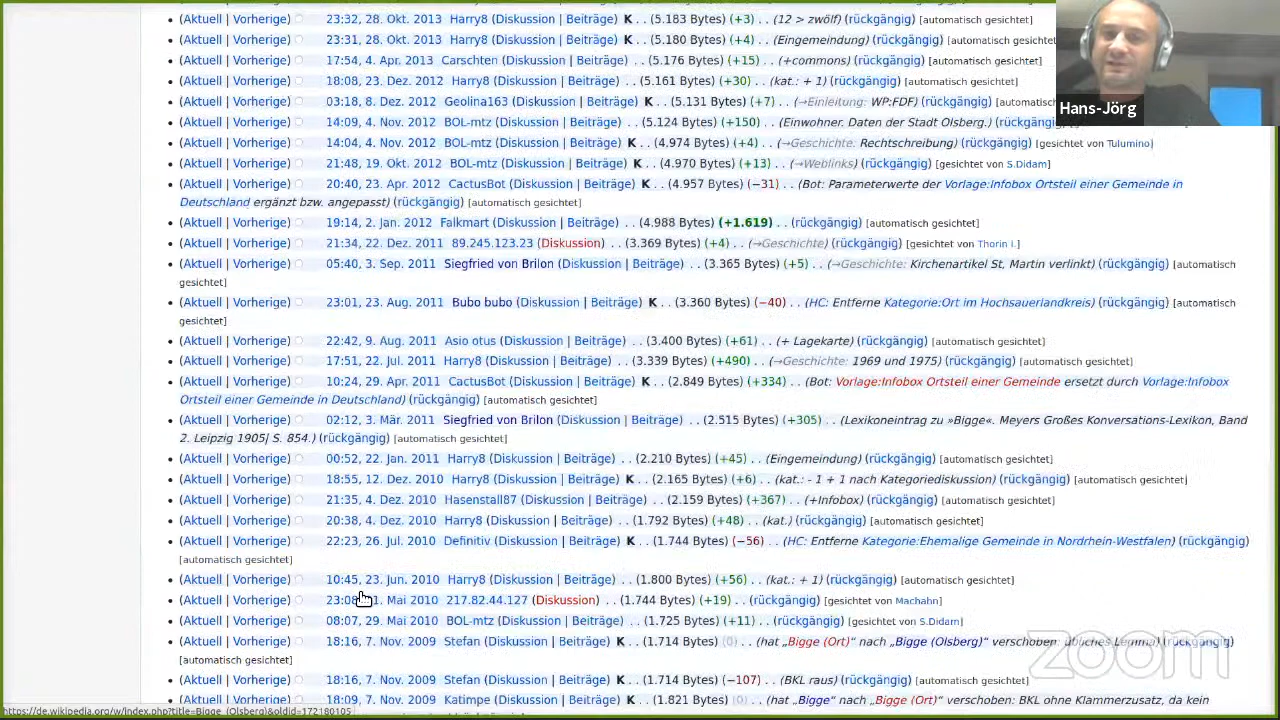 (Aktuell | Vorherige) 23:32, 28. Okt. 2013 Harry8 (Diskussion | Beiträge) K . . (5.183 Bytes) (+3) . . (12 > zwölf) (rückgängig) [automatisch gesichtet]
(Aktuell | Vorherige) 23:31, 28. Okt. 2013 Harry8 (Diskussion | Beiträge) K . . (5.180 Bytes) (+4) . . (Eingemeindung) (rückgängig) [automatisch gesichtet
(Aktuell | Vorherige) 17:54, 4. Apr. 2013 Carschten (Diskussion | Beiträge) . . (5.176 Bytes) (+15) . . (+commons) (rückgängig) [automatisch gesichtet]
(Aktuell | Vorherige) 18:08, 23. Dez. 2012 Harry8 (Diskussion | Beiträge) . . (5.161 Bytes) (+30) . . (kat.: + 1) (rückgängig) [automatisch gesichtet]
(Aktuell | Vorherige) 03:18, 8. Dez. 2012 Geolina163 (Diskussion | Beiträge) K . . (5.131 Bytes) (+7) . . (→Einleitung: WP:FDF) (rückgängig) [automatisch
Hans-Jörg
(Aktuell | Vorherige) 14:09, 4. Nov. 2012 BOL-mtz (Diskussion | Beiträge) . . (5.124 Bytes) (+150) . . (Einwohner. Daten der Stadt Olsberg.) (rückgängig)
(Aktuell | Vorherige) 14:04, 4. Nov. 2012 BOL-mtz (Diskussion | Beiträge) K . . (4.974 Bytes) (+4) . . (→Geschichte: Rechtschreibung) (rückgängig) [gesichtet von Tulumino]
(Aktuell | Vorherige) 21:48, 19. Okt. 2012 BOL-mtz (Diskussion | Beiträge) K . . (4.970 Bytes) (+13) . . (→Weblinks) (rückgängig) [gesichtet von S.Didam]
(Aktuell | Vorherige) 20:40, 23. Apr. 2012 CactusBot (Diskussion | Beiträge) K . . (4.957 Bytes) (−31) . . (Bot: Parameterwerte der Vorlage:Infobox Ortsteil einer Gemeinde in
Deutschland ergänzt bzw. angepasst) (rückgängig) [automatisch gesichtet]
(Aktuell | Vorherige) 19:14, 2. Jan. 2012 Falkmart (Diskussion | Beiträge) . . (4.988 Bytes) (+1.619) . . (rückgängig) [automatisch gesichtet]
(Aktuell | Vorherige) 21:34, 22. Dez. 2011 89.245.123.23 (Diskussion) . . (3.369 Bytes) (+4) . . (→Geschichte) (rückgängig) [gesichtet von Thorin I.]
(Aktuell | Vorherige) 05:40, 3. Sep. 2011 Siegfried von Brilon (Diskussion | Beiträge) . . (3.365 Bytes) (+5) . . (→Geschichte: Kirchenartikel St, Martin verlinkt) (rückgängig) [automatisch
gesichtet]
(Aktuell | Vorherige) 23:01, 23. Aug. 2011 Bubo bubo (Diskussion | Beiträge) K . . (3.360 Bytes) (−40) . . (HC: Entferne Kategorie:Ort im Hochsauerlandkreis) (rückgängig) [automatisch
gesichtet]
(Aktuell | Vorherige) 22:42, 9. Aug. 2011 Asio otus (Diskussion | Beiträge) . . (3.400 Bytes) (+61) . . (+ Lagekarte) (rückgängig) [automatisch gesichtet]
(Aktuell | Vorherige) 17:51, 22. Jul. 2011 Harry8 (Diskussion | Beiträge) . . (3.339 Bytes) (+490) . . (→Geschichte: 1969 und 1975) (rückgängig) [automatisch gesichtet]
(Aktuell | Vorherige) 10:24, 29. Apr. 2011 CactusBot (Diskussion | Beiträge) K . . (2.849 Bytes) (+334) . . (Bot: Vorlage:Infobox Ortsteil einer Gemeinde ersetzt durch Vorlage:Infobox
Ortsteil einer Gemeinde in Deutschland) (rückgängig) [automatisch gesichtet]
(Aktuell | Vorherige) 02:12, 3. Mär. 2011 Siegfried von Brilon (Diskussion | Beiträge) . . (2.515 Bytes) (+305) . . (Lexikoneintrag zu »Bigge«. Meyers Großes Konversations-Lexikon, Band
2. Leipzig 1905| S. 854.) (rückgängig) [automatisch gesichtet]
(Aktuell | Vorherige) 00:52, 22. Jan. 2011 Harry8 (Diskussion | Beiträge) . . (2.210 Bytes) (+45) . . (Eingemeindung) (rückgängig) [automatisch gesichtet]
(Aktuell | Vorherige) 18:55, 12. Dez. 2010 Harry8 (Diskussion | Beiträge) . . (2.165 Bytes) (+6) . . (kat.: - 1 + 1 nach Kategoriediskussion) (rückgängig) [automatisch gesichtet]
(Aktuell | Vorherige) 21:35, 4. Dez. 2010 Hasenstall87 (Diskussion | Beiträge) . . (2.159 Bytes) (+367) . . (+Infobox) (rückgängig) [automatisch gesichtet]
(Aktuell | Vorherige) 20:38, 4. Dez. 2010 Harry8 (Diskussion | Beiträge) . . (1.792 Bytes) (+48) . . (kat.) (rückgängig) [automatisch gesichtet]
(Aktuell | Vorherige) 22:23, 26. Jul. 2010 Definitiv (Diskussion | Beiträge) K . . (1.744 Bytes) (−56) . . (HC: Entferne Kategorie:Ehemalige Gemeinde in Nordrhein-Westfalen) (rückgängig)
[automatisch gesichtet]
(Aktuell | Vorherige) 10:45, 23. Jun. 2010 Harry8 (Diskussion | Beiträge) . . (1.800 Bytes) (+56) . . (kat.: + 1) (rückgängig) [automatisch gesichtet]
(Aktuell | Vorherige) 23:08, 1. Mai 2010 217.82.44.127 (Diskussion) . . (1.744 Bytes) (+19) . . (rückgängig) [gesichtet von Machahn]
(Aktuell | Vorherige) 08:07, 29. Mai 2010 BOL-mtz (Diskussion | Beiträge) . . (1.725 Bytes) (+11) . . (rückgängig) [gesichtet von S.Didam]
(Aktuell | Vorherige) 18:16, 7. Nov. 2009 Stefan (Diskussion | Beiträge) K . . (1.714 Bytes) (0) . . (hat „Bigge (Ort)“ nach „Bigge (Olsberg)“ verschoben: übliches Lemma) (rückgängig)
[automatisch gesichtet]
zoom
(Aktuell | Vorherige) 18:16, 7. Nov. 2009 Stefan (Diskussion | Beiträge) K . . (1.714 Bytes) (−107) . . (BKL raus) (rückgängig) [automatisch gesichtet]
(Aktuell | Vorherige) 18:09, 7. Nov. 2009 Katimpe (Diskussion | Beiträge) K . . (1.821 Bytes) (0) . . (hat „Bigge“ nach „Bigge (Ort)“ verschoben: BKL ohne Klammerzusatz, da kein
https://de.wikipedia.org/w/index.php?title=Bigge_(Olsberg)&oldid=172180105